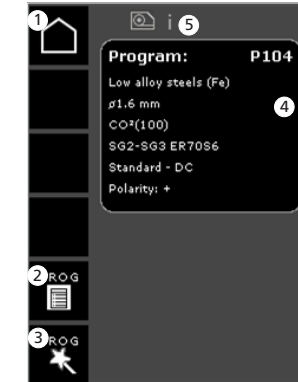 1
5
i
Program: P104
Low alloy steels (Fe)
ø1.6 mm
CO²(100)
4
SG2-SG3 ER70S6
Standard - DC
Polarity: +
2
ROG
3
ROG